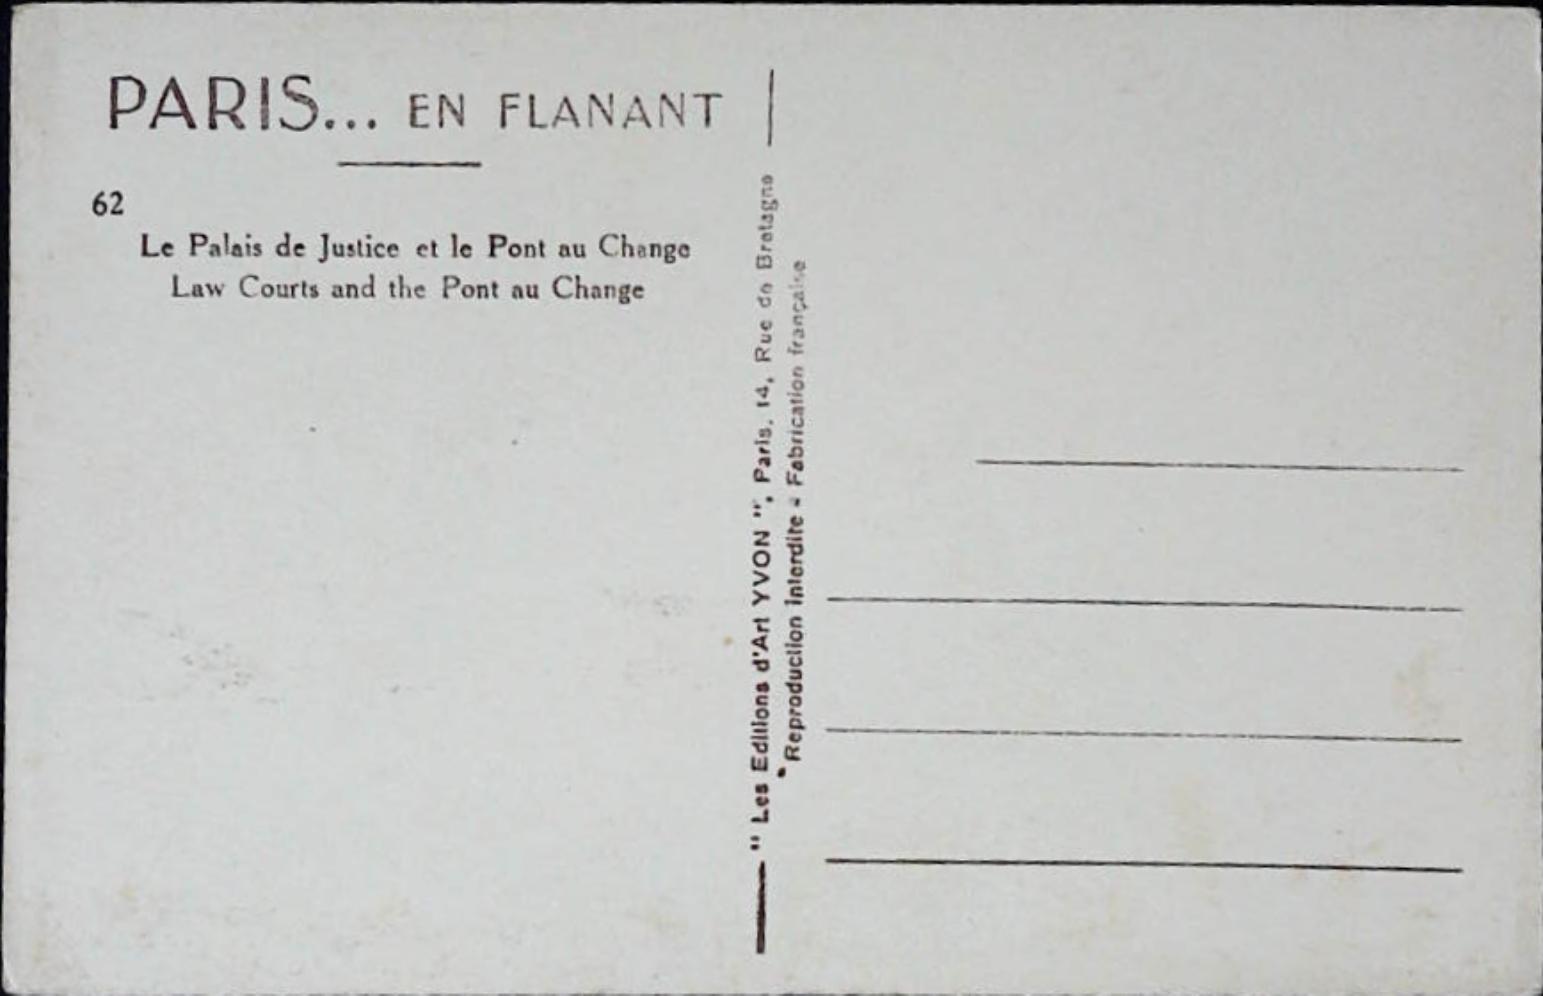 PARIS... EN FLANANT
62
Le Palais de Justice et le Pont au Change
Law Courts and the Pont au Change
" Les Editions d'Art YVON ", Paris, 14, Rue de Bretagne
Reproduction Interdite - Fabrication française